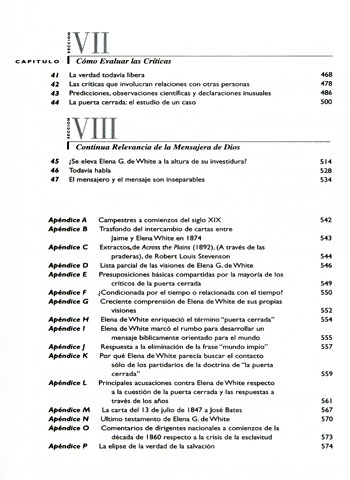 SECCION VII
CAPITULO Cómo Evaluar las Críticas
41 La verdad todavía libera 468
42 Las críticas que involucran relaciones con otras personas 478
43 Predicciones, observaciones científicas y declaraciones inusuales 486
44 La puerta cerrada; el estudio de un caso 500
SECCION VIII
Continua Relevancia de la Mensajera de Dios
45 ¿Se eleva Elena G. de White a la altura de su investidura? 514
46 Todavía habla 528
47 El mensajero y el mensaje son inseparables 534
Apéndice A Campestres a comienzos del siglo XIX 542
Apéndice B Trasfondo del intercambio de cartas entre
Jaime y Elena White en 1874 543
Apéndice C Extractos, de Across the Plains (1892), (A través de las
praderas), de Robert Louis Stevenson 544
Apéndice D Lista parcial de las visiones de Elena G. de White 546
Apéndice E Presuposiciones básicas compartidas por la mayoría de los
críticos de la puerta cerrada 549
Apéndice F ¿Condicionada por el tiempo o relacionada con el tiempo? 550
Apéndice G Creciente comprensión de Elena de White de sus propias
visiones 552
Apéndice H Elena de White enriqueció el término "puerta cerrada" 554
Apéndice I Elena de White marcó el rumbo para desarrollar un
mensaje bíblicamente orientado para el mundo 555
Apéndice J Respuesta a la eliminación de la frase "mundo impío" 557
Apéndice K Por qué Elena de White parecía buscar el contacto
sólo de los partidarios de la doctrina de "la puerta
cerrada" 559
Apéndice L Principales acusaciones contra Elena de White respecto
a la cuestión de la puerta cerrada y las respuestas a
través de los años 561
Apéndice M La carta del 13 de julio de 1847 a José Bates 567
Apéndice N Ultimo testamento de Elena G. de White 570
Apéndice O Comentarios de dirigentes nacionales a comienzos de la
década de 1860 respecto a la crisis de la esclavitud 573
Apéndice P La elipse de la verdad de la salvación 574